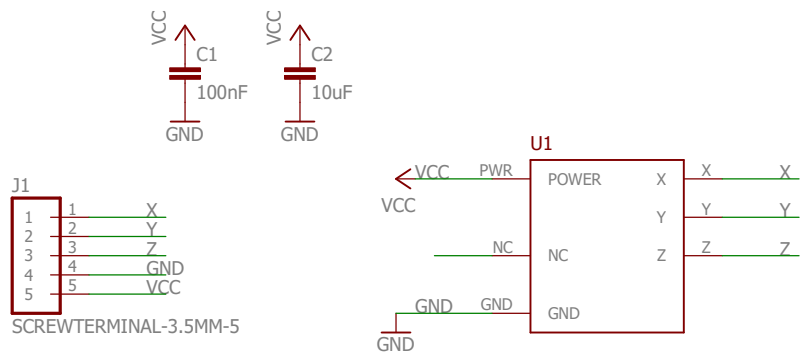 VCC
C1
100nF
GND
VCC
C2
10uF
GND
J1
1 1 X
2 2 Y
3 3 Z
4 4 GND
5 5 VCC
SCREWTERMINAL-3.5MM-5
U1
VCC PWR POWER X X X
VCC
Y Y Y
NC NC Z Z Z
GND GND GND
GND